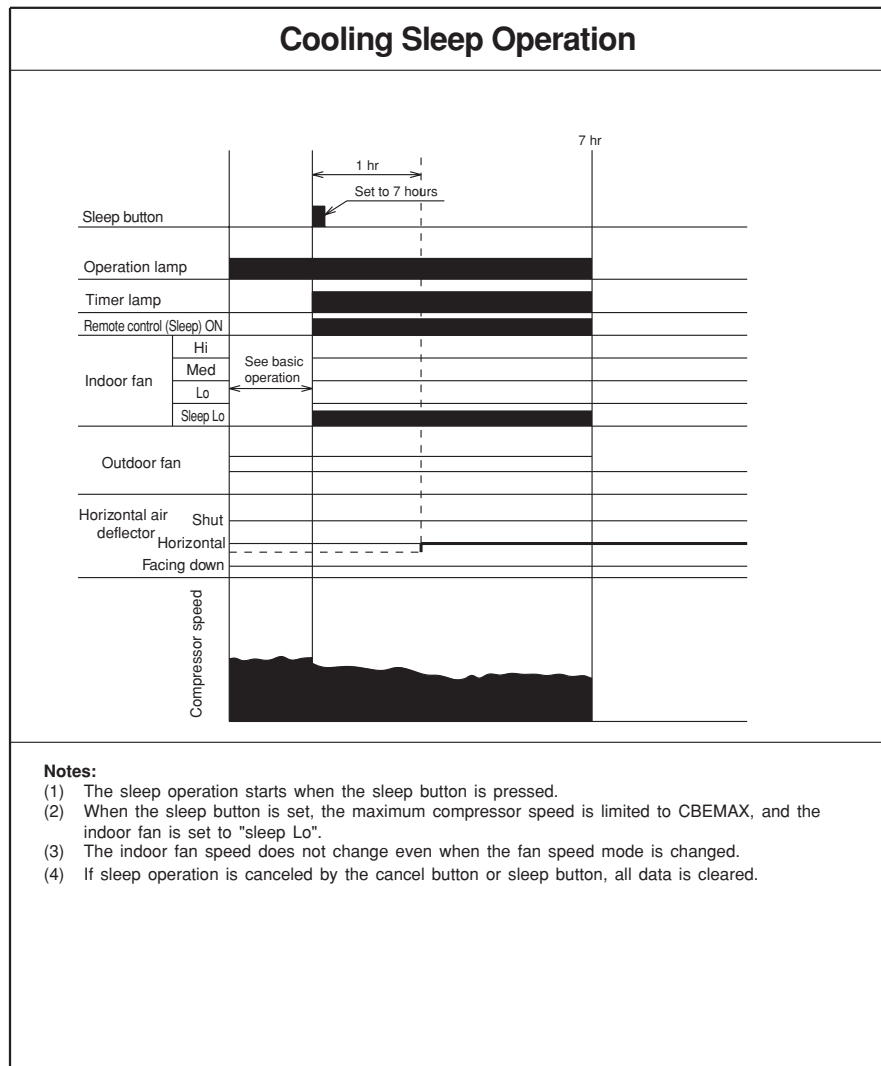 Cooling Sleep Operation
7 hr
1 hr
Set to 7 hours
Sleep button
Operation lamp
Timer lamp
Remote control (Sleep) ON
Indoor fan
Hi
Med
Lo
Sleep Lo
See basic
operation
Outdoor fan
Horizontal air
deflector
Shut
Horizontal
Facing down
Compressor speed
Notes:
(1) The sleep operation starts when the sleep button is pressed.
(2) When the sleep button is set, the maximum compressor speed is limited to CBEMAX, and the
indoor fan is set to "sleep Lo".
(3) The indoor fan speed does not change even when the fan speed mode is changed.
(4) If sleep operation is canceled by the cancel button or sleep button, all data is cleared.